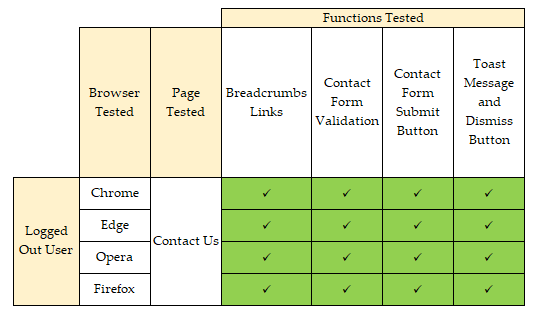 Functions Tested
Browser
Tested
Page
Tested
Breadcrumbs
Links
Contact
Form
Validation
Contact
Form
Submit
Button
Toast
Message
and
Dismiss
Button
Logged
Out User
Chrome
✓ ✓ ✓ ✓
Edge
✓ ✓ ✓ ✓
Contact Us
Opera
✓ ✓ ✓ ✓
Firefox
✓ ✓ ✓ ✓